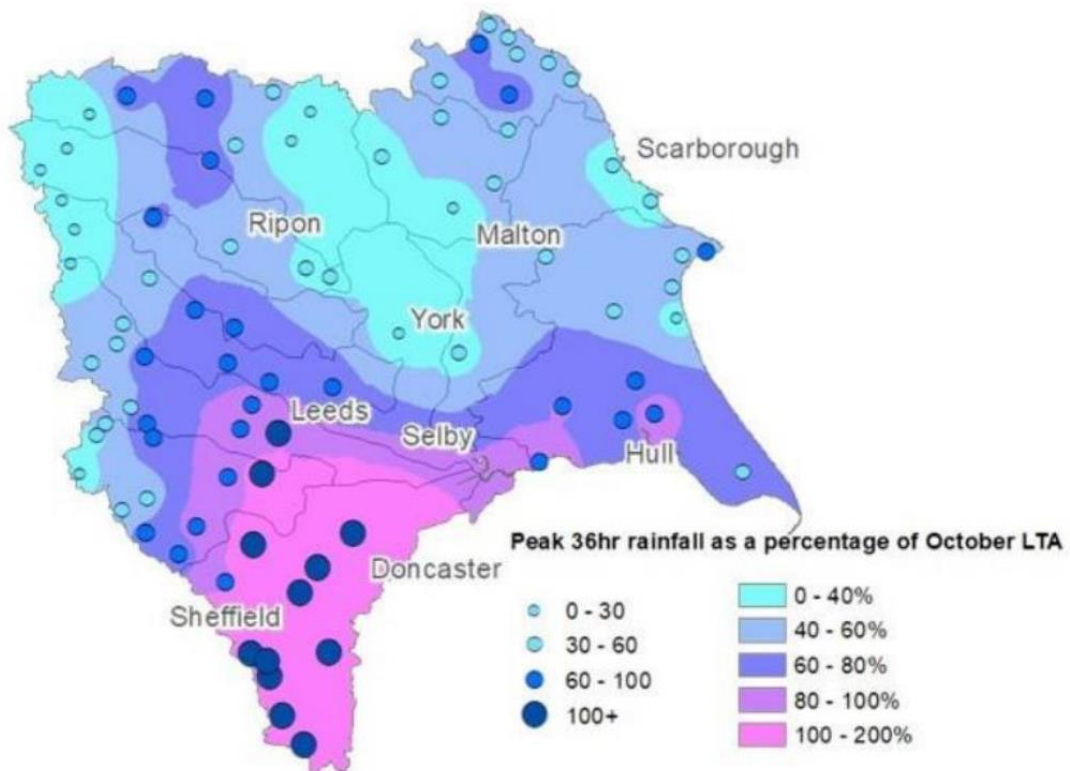 Scarborough
Ripon
Malton
York
Leeds
Selby
Hull
Doncaster
Sheffield
Peak 36hr rainfall as a percentage of October LTA
0 - 30
30 - 60
60 - 100
100+
0 - 40%
40 - 60%
60 - 80%
80 - 100%
100 - 200%